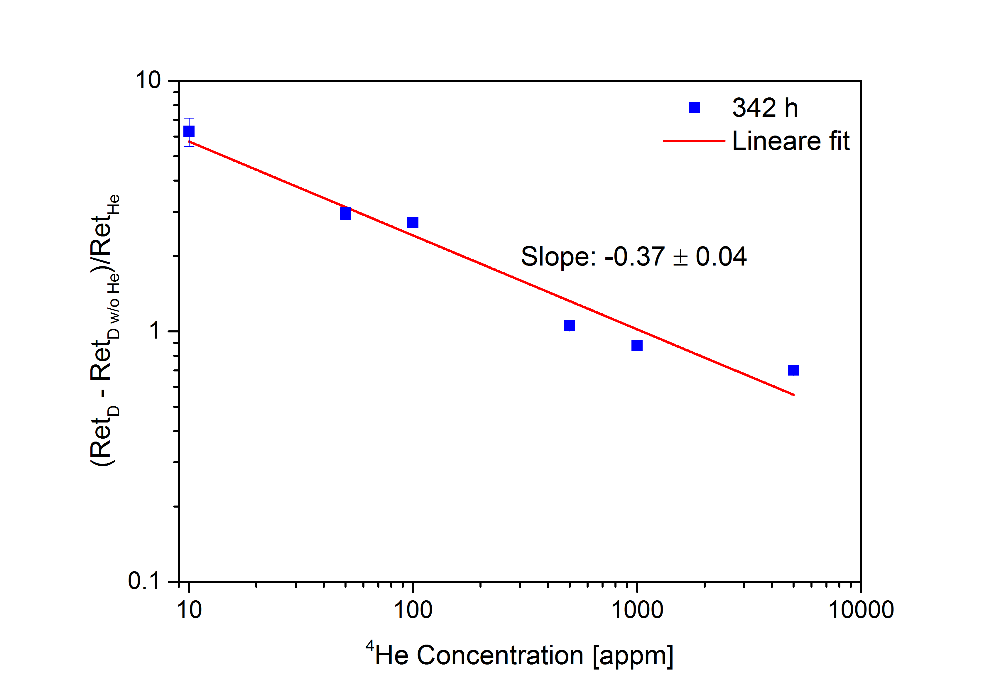 10
342 h
Lineare fit
(Ret_D - Ret_D w/o He)/Ret_He
Slope: -0.37 ± 0.04
1
0.1
10 100 1000 10000
⁴He Concentration [appm]